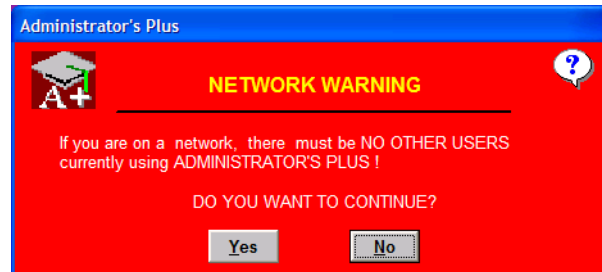 Administrator's Plus
A+
?
NETWORK WARNING
If you are on a network, there must be NO OTHER USERS
currently using ADMINISTRATOR'S PLUS !
DO YOU WANT TO CONTINUE?
Yes No